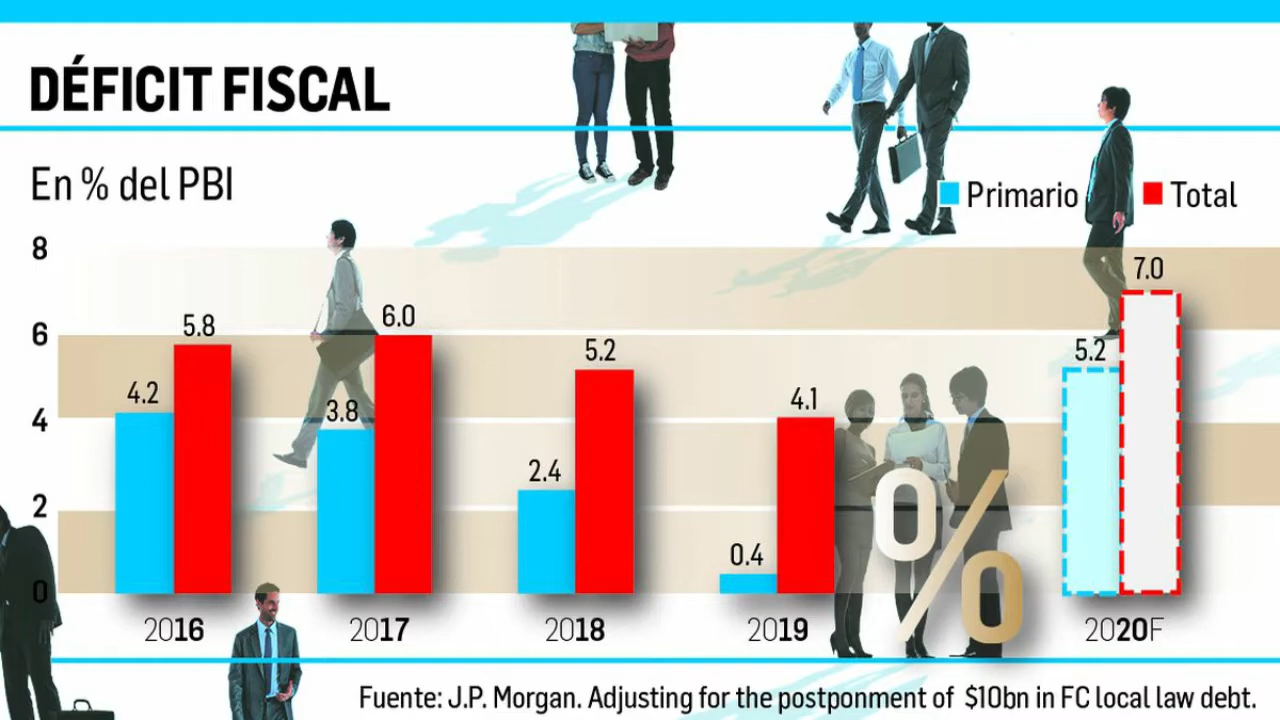 DÉFICIT FISCAL
En % del PBI
Primario Total
8
6
4
2
0
4.2 5.8
3.8 6.0
2.4 5.2
0.4 4.1
5.2 7.0
%
2016 2017 2018 2019 2020F
Fuente: J.P. Morgan. Adjusting for the postponment of $10bn in FC local law debt.